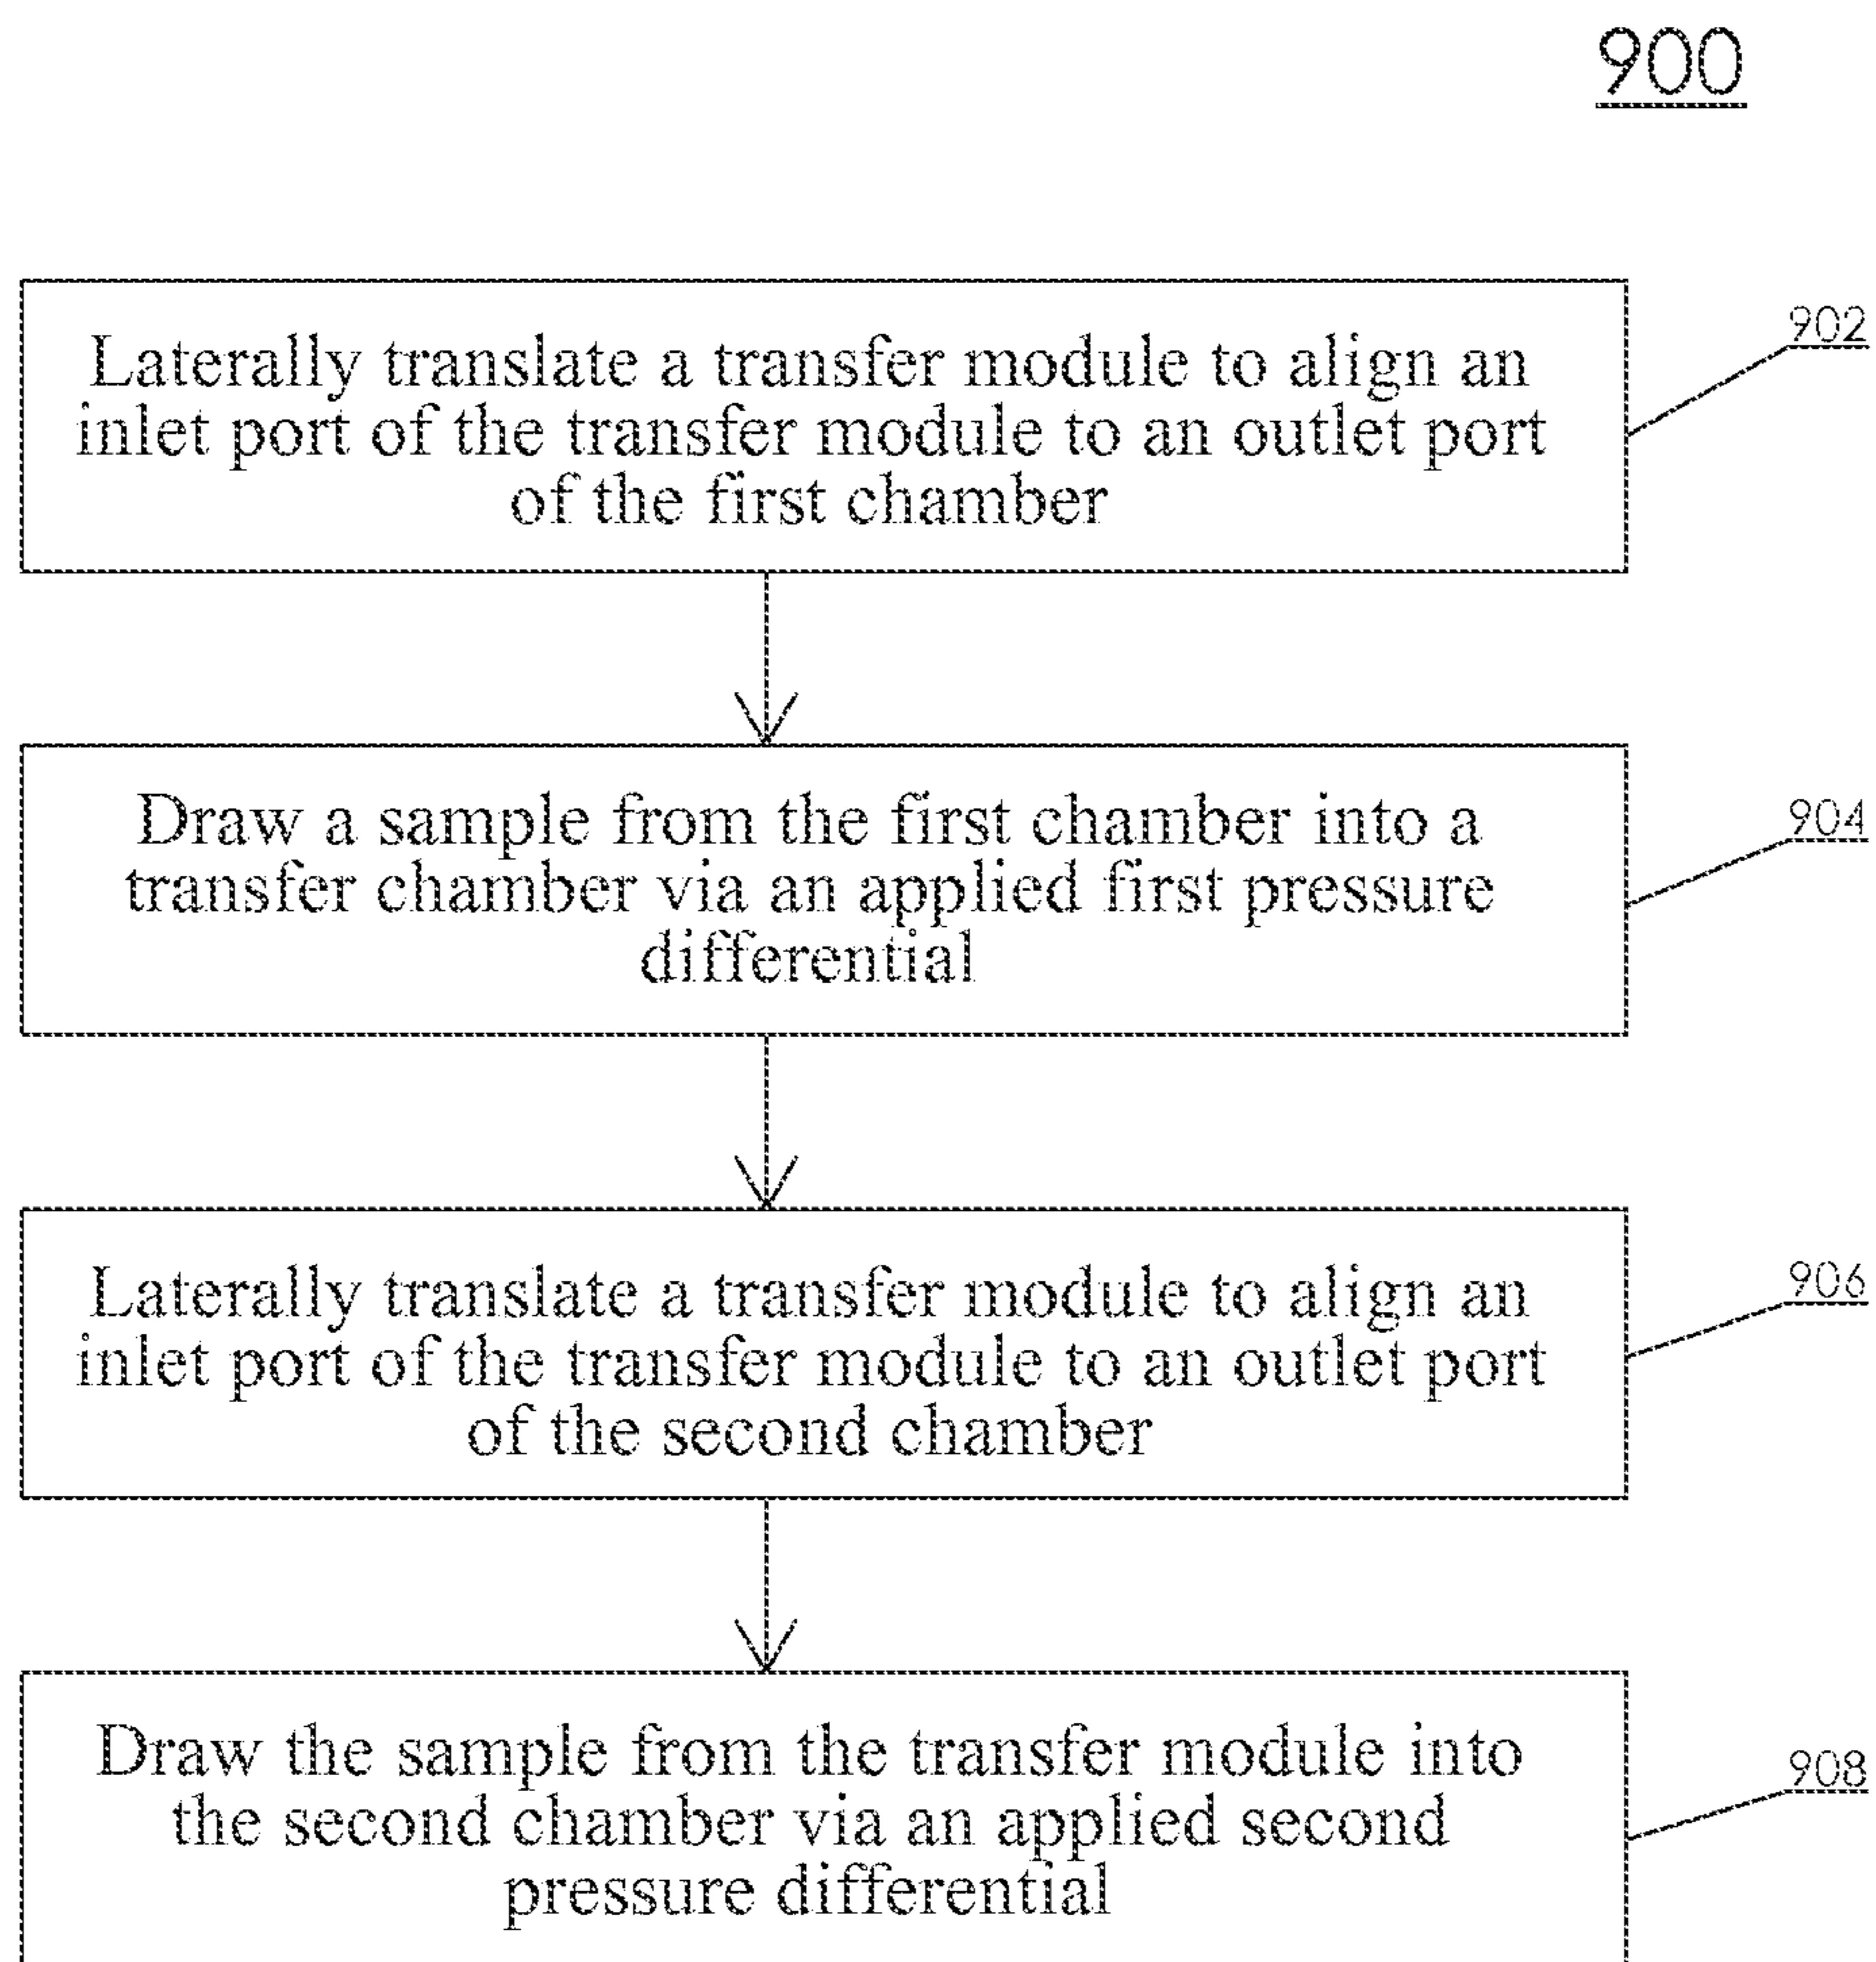 900
Laterally translate a transfer module to align an
inlet port of the transfer module to an outlet port
of the first chamber
902
Draw a sample from the first chamber into a
transfer chamber via an applied first pressure
differential
904
Laterally translate a transfer module to align an
inlet port of the transfer module to an outlet port
of the second chamber
906
Draw the sample from the transfer module into
the second chamber via an applied second
pressure differential
908